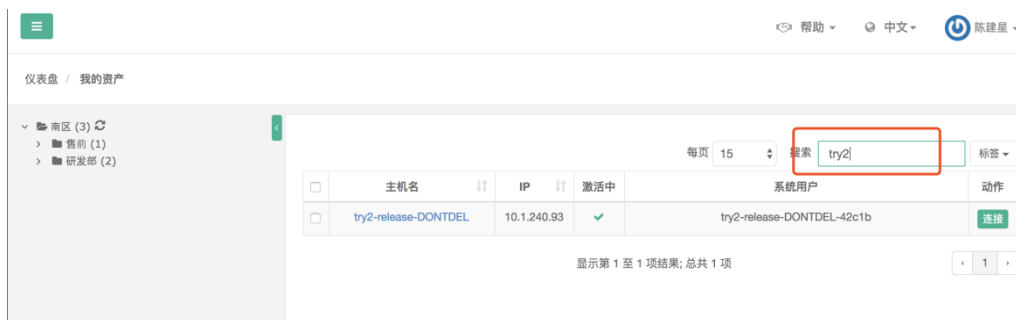 帮助 中文 陈建星
仪表盘 / 我的资产
南区 (3)
售前 (1)
研发部 (2)
每页 15 搜索 try2 标签
主机名 IP 激活中 系统用户 动作
try2-release-DONTDEL 10.1.240.93 try2-release-DONTDEL-42c1b 连接
显示第 1 至 1 项结果; 总共 1 项 ‹ 1 ›